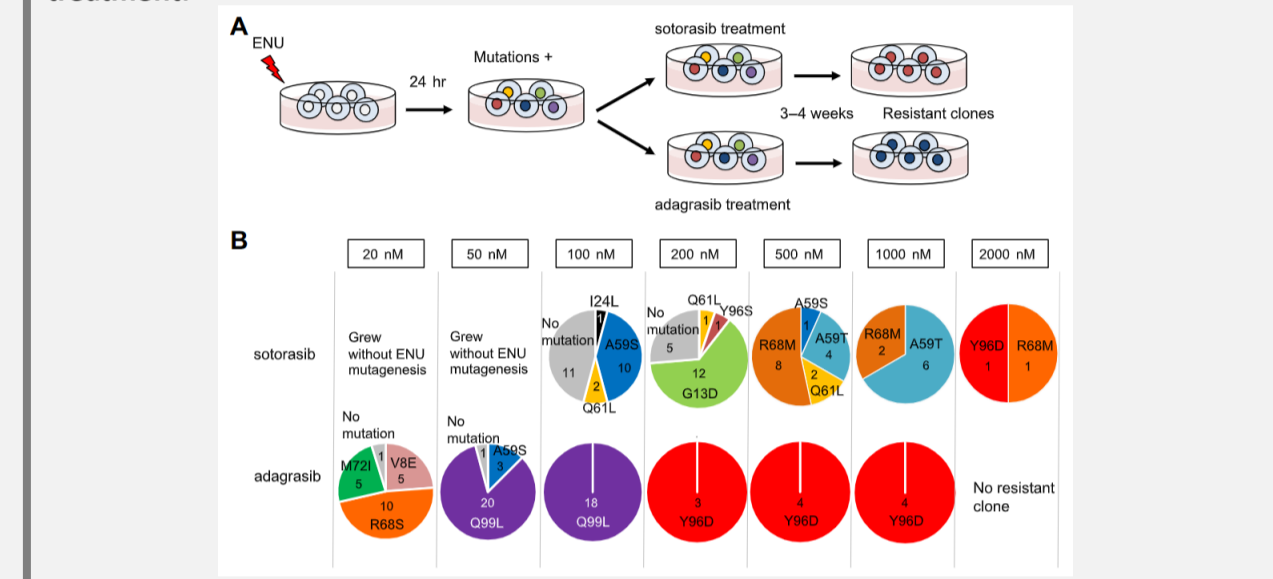 A
ENU
24 hr
Mutations +
sotorasib treatment
3–4 weeks
Resistant clones
adagrasib treatment
B
20 nM
50 nM
100 nM
200 nM
500 nM
1000 nM
2000 nM
sotorasib
Grew
without ENU
mutagenesis
Grew
without ENU
mutagenesis
No
mutation
11
I24L
1
A59S
10
2
Q61L
No
mutation
5
Q61L
1
Y96S
1
12
G13D
A59S
1
A59T
4
2
Q61L
R68M
8
R68M
2
A59T
6
Y96D
1
R68M
1
adagrasib
No
mutation
1
M72I
5
V8E
5
10
R68S
No
mutation
1
A59S
3
20
Q99L
18
Q99L
3
Y96D
4
Y96D
4
Y96D
No resistant
clone